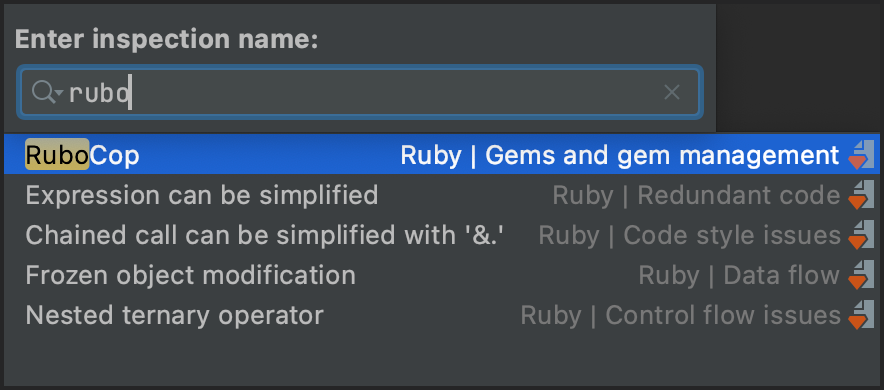 Enter inspection name:
rubo
RuboCop Ruby | Gems and gem management
Expression can be simplified Ruby | Redundant code
Chained call can be simplified with '&.' Ruby | Code style issues
Frozen object modification Ruby | Data flow
Nested ternary operator Ruby | Control flow issues